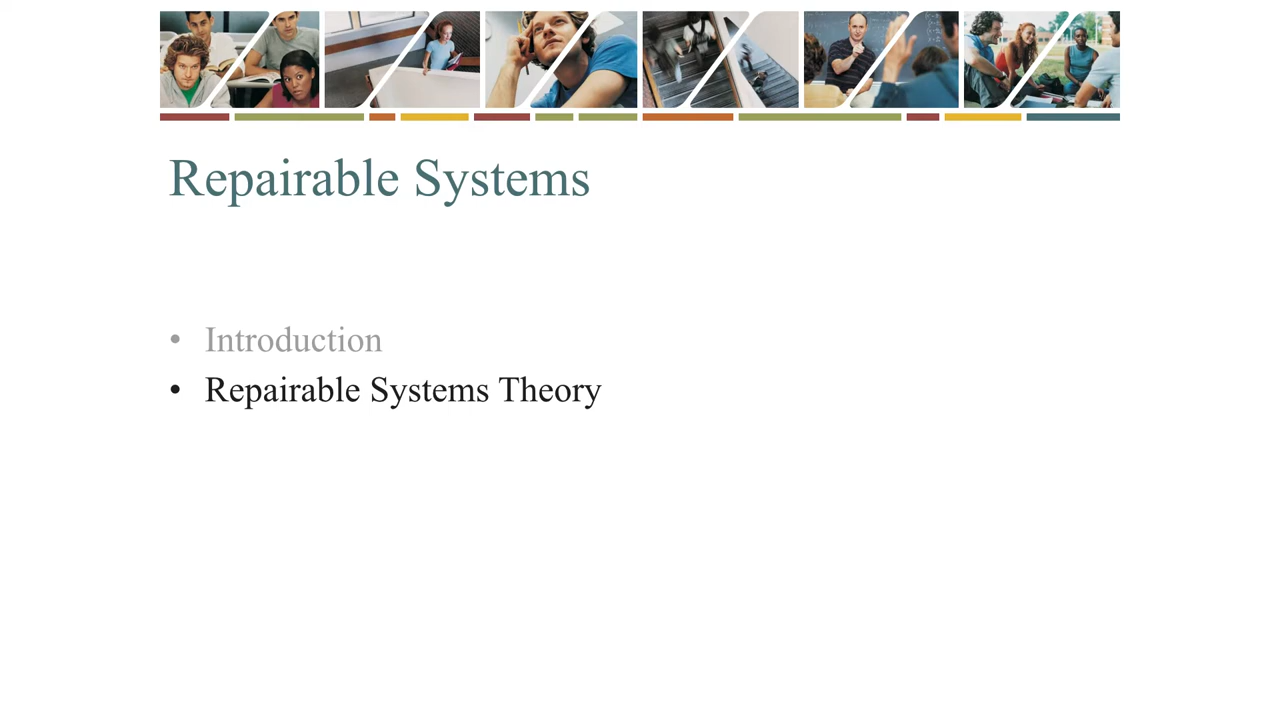 Repairable Systems
• Introduction
• Repairable Systems Theory